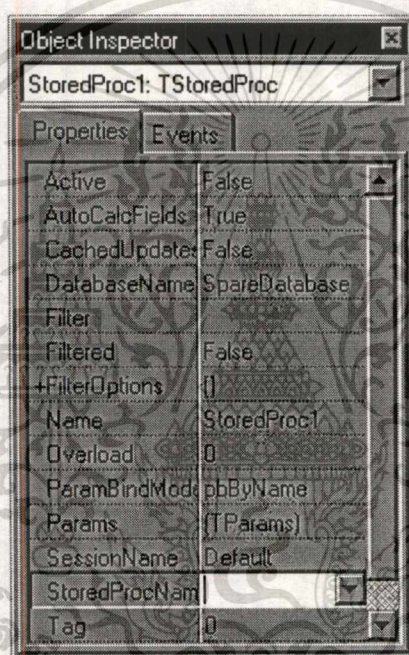 Object Inspector
StoredProc1: TStoredProc
Properties Events
Active False
AutoCalcFields True
CachedUpdates False
DatabaseName SpareDatabase
Filter
Filtered False
+FilterOptions []
Name StoredProc1
Overload 0
ParamBindMode pbByName
Params (TParams)
SessionName Default
StoredProcNam
Tag 0